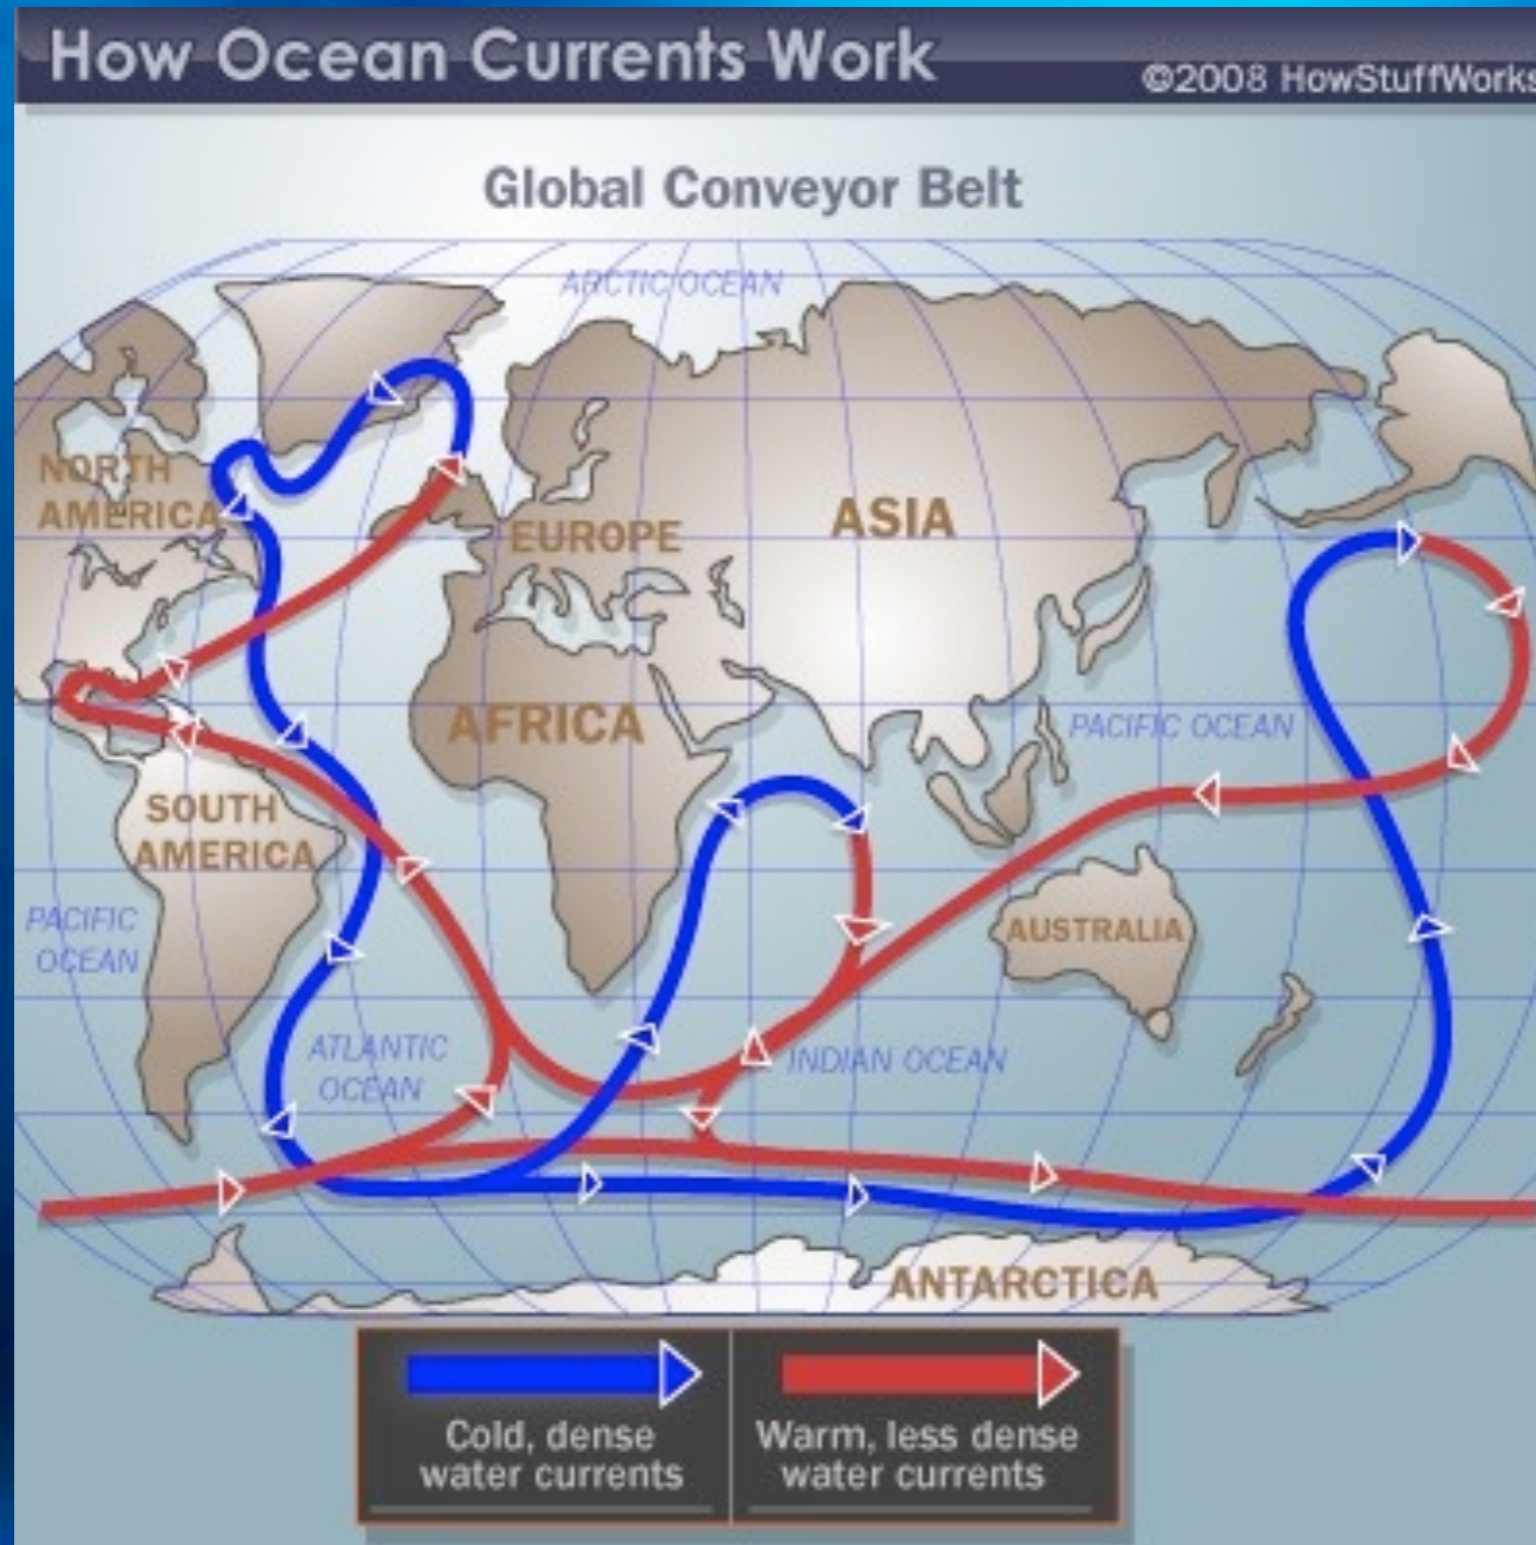 How Ocean Currents Work
©2008 HowStuffWorks
Global Conveyor Belt
ARCTIC OCEAN
NORTH
AMERICA
EUROPE
ASIA
AFRICA
PACIFIC OCEAN
SOUTH
AMERICA
PACIFIC
OCEAN
AUSTRALIA
ATLANTIC
OCEAN
INDIAN OCEAN
ANTARCTICA
Cold, dense
water currents
Warm, less dense
water currents